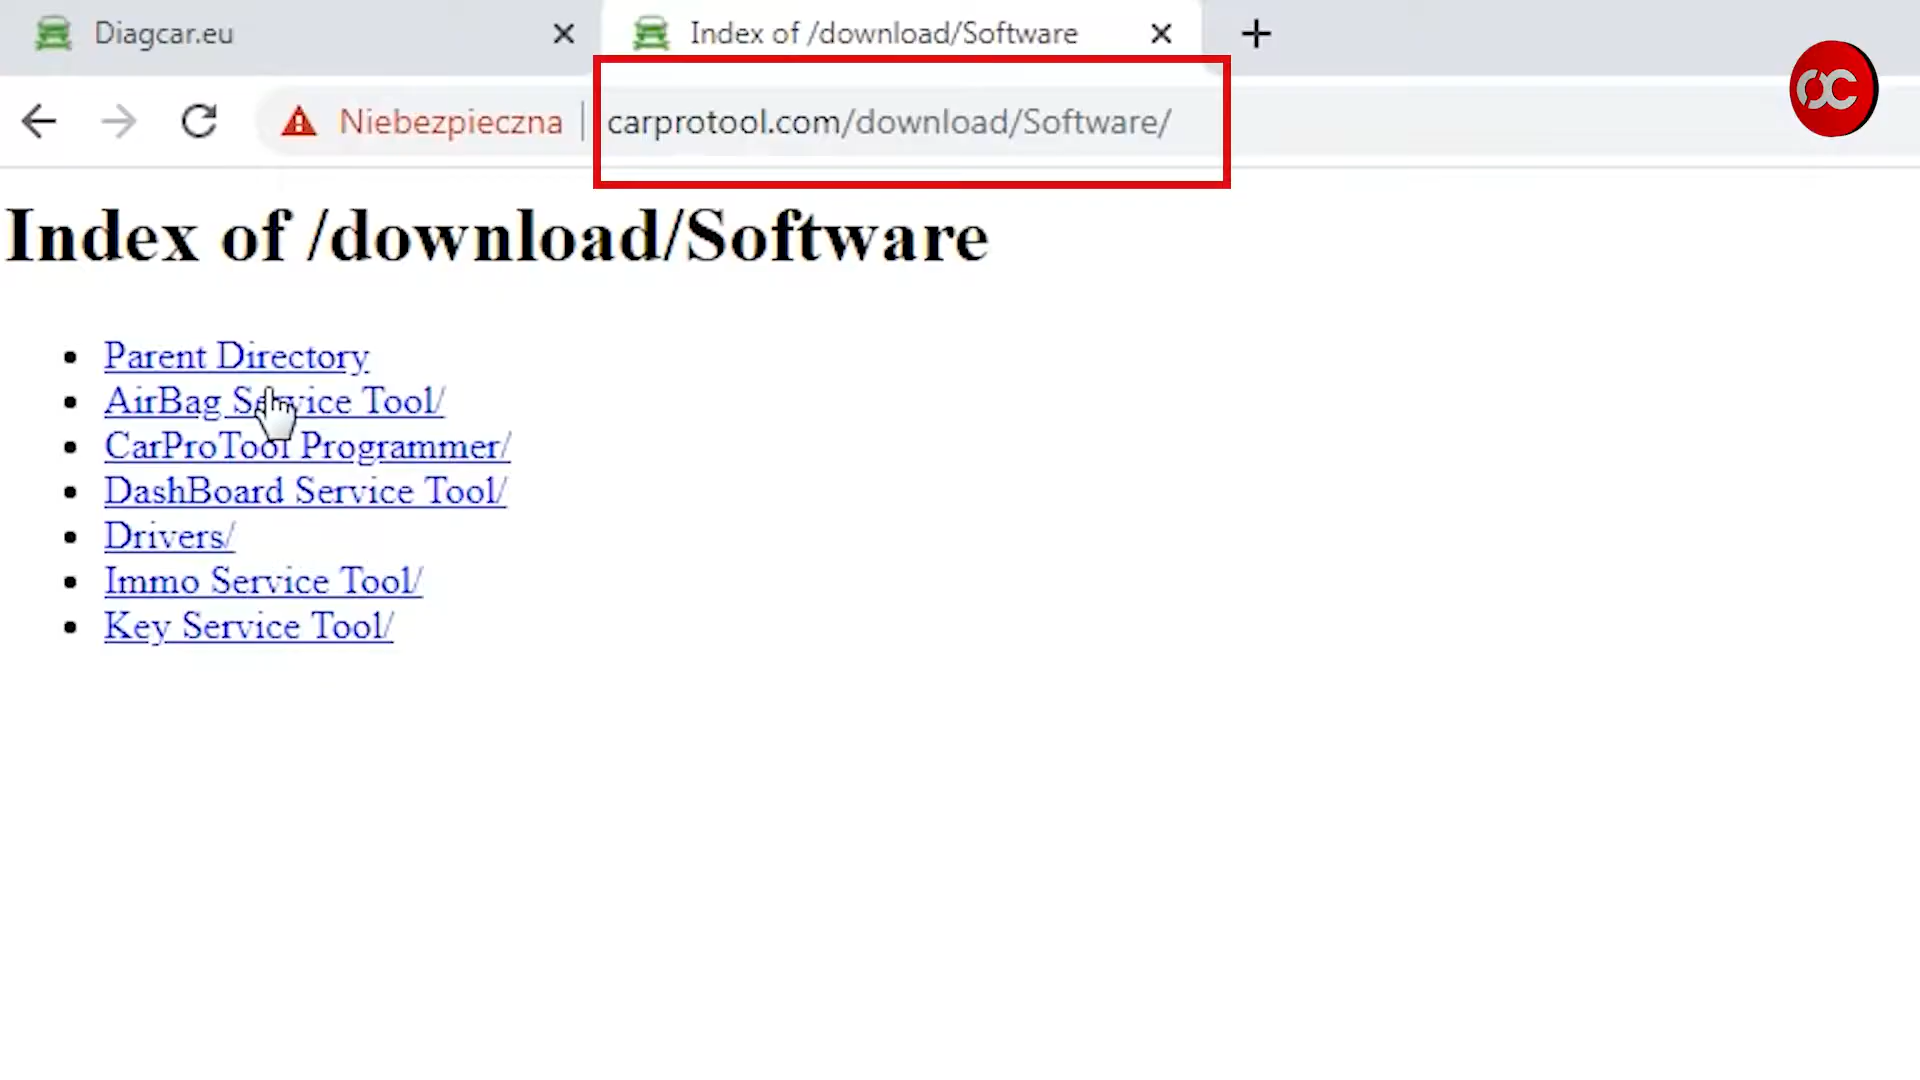 Diagcar.eu
Index of /download/Software
Niebezpieczna
carprotool.com/download/Software/
Index of /download/Software
Parent Directory
AirBag Service Tool/
CarProTool Programmer/
DashBoard Service Tool/
Drivers/
Immo Service Tool/
Key Service Tool/